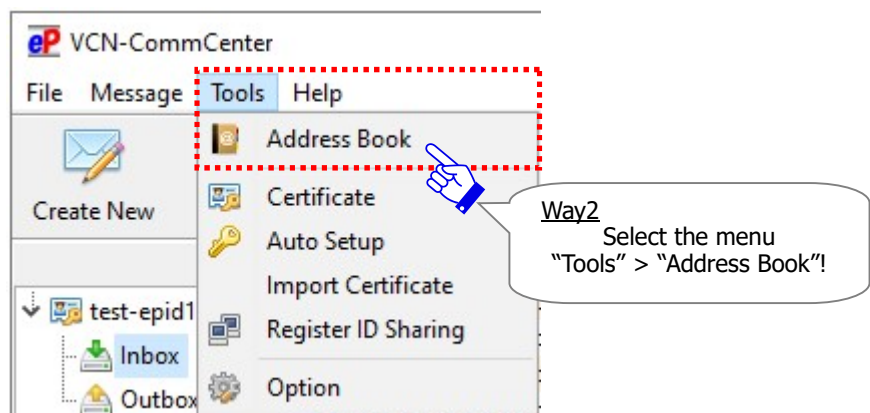 eP VCN-CommCenter
File Message Tools Help
Address Book
Create New
Certificate
Auto Setup
Import Certificate
Register ID Sharing
Option
test-epid1
Inbox
Outbox
Way2
Select the menu
“Tools” > “Address Book”!